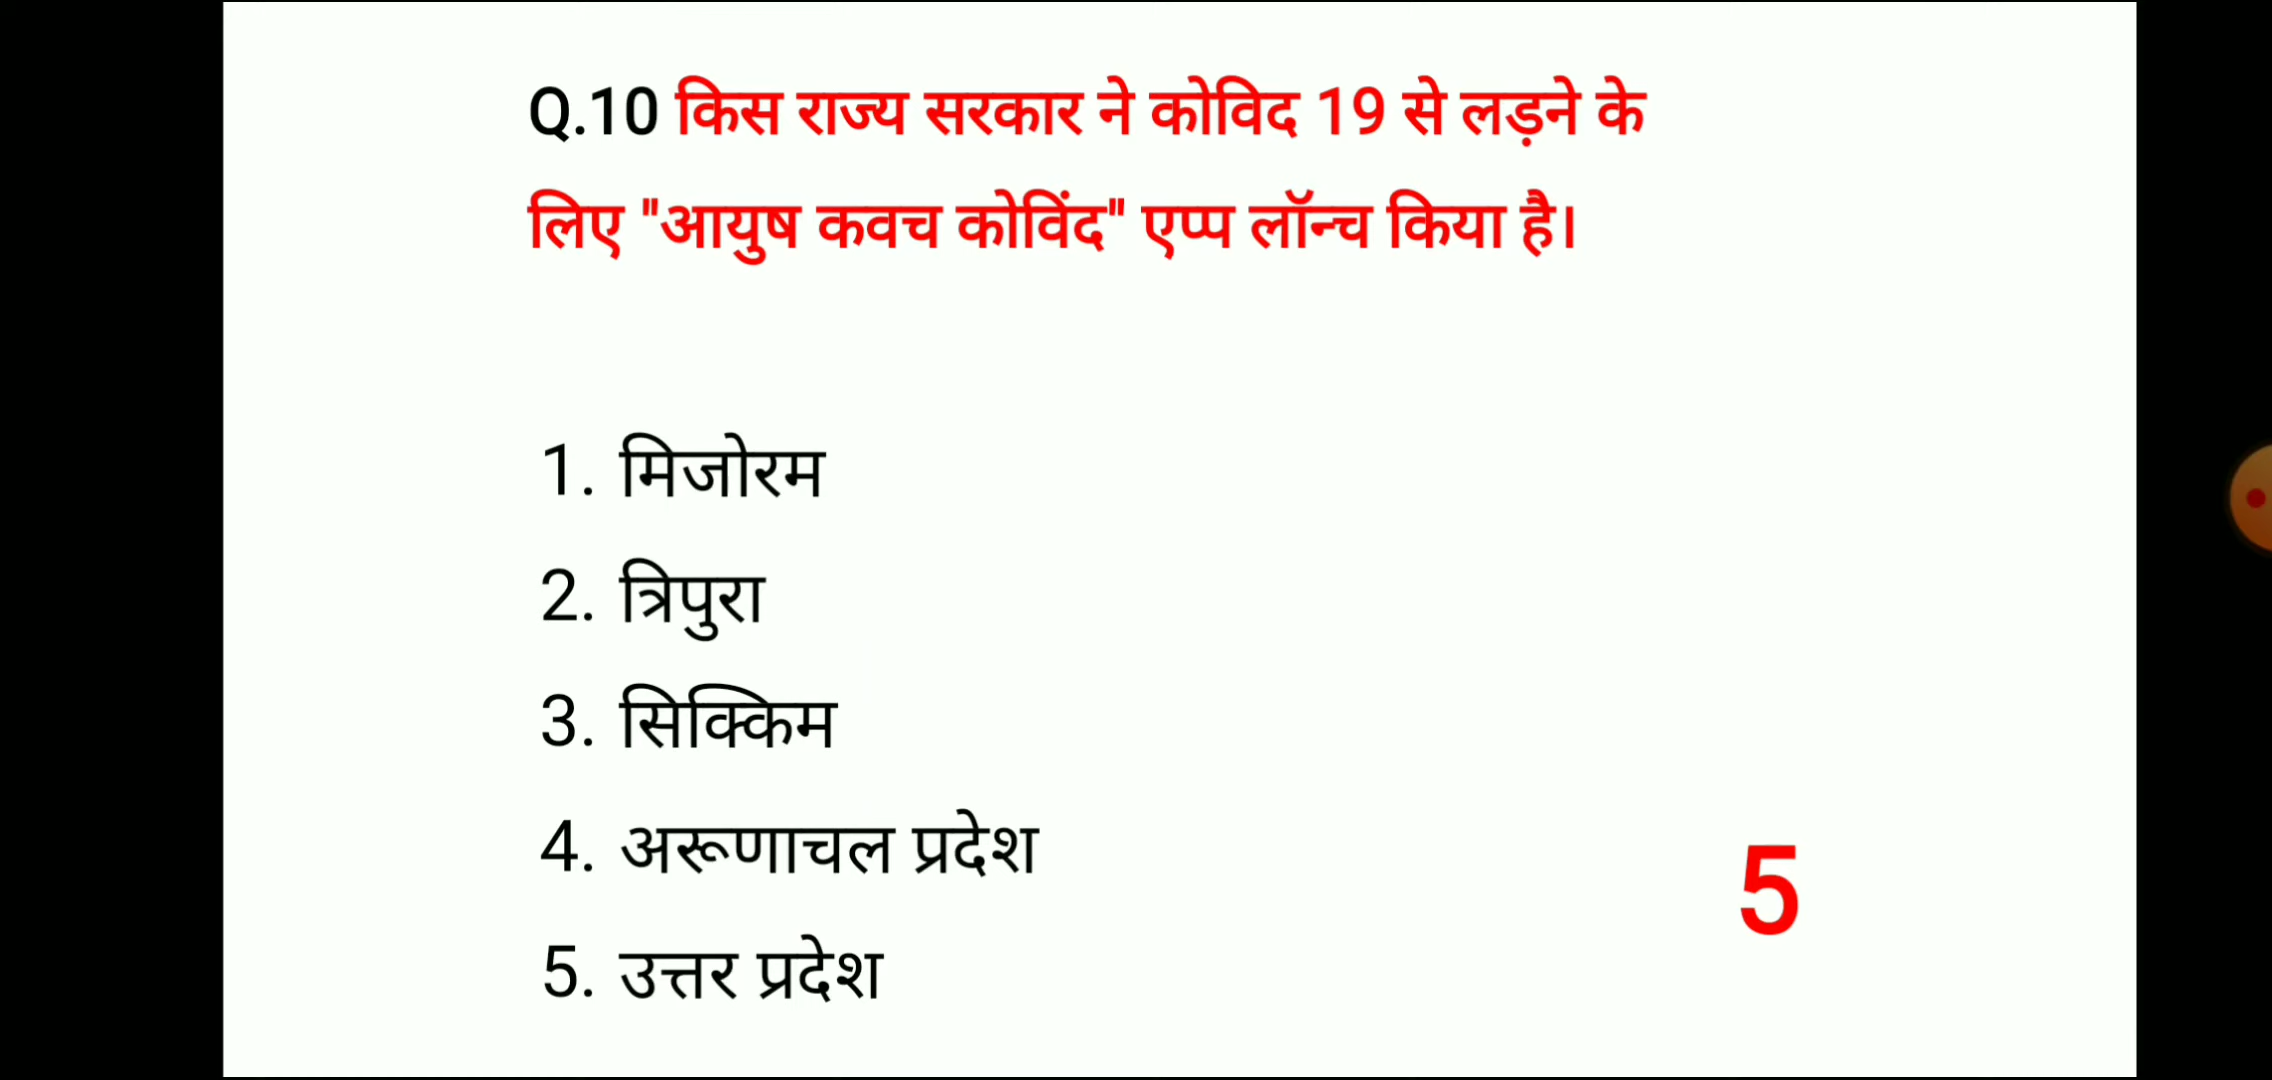 Q.10 किस राज्य सरकार ने कोविद 19 से लड़ने के
लिए "आयुष कवच कोविंद" एप्प लॉन्च किया है।
1. मिजोरम
2. त्रिपुरा
3. सिक्किम
4. अरूणाचल प्रदेश
5. उत्तर प्रदेश
5